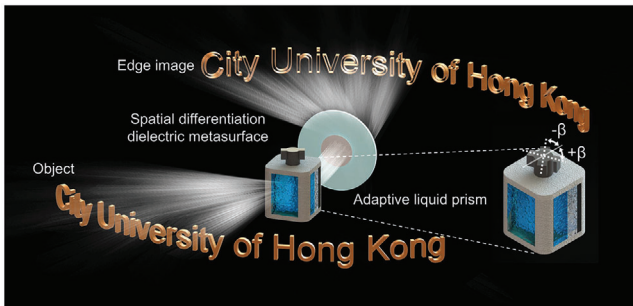 City University of Hong Kong
Edge image
Spatial differentiation
dielectric metasurface
-β
+β
Object
Adaptive liquid prism
City University of Hong Kong